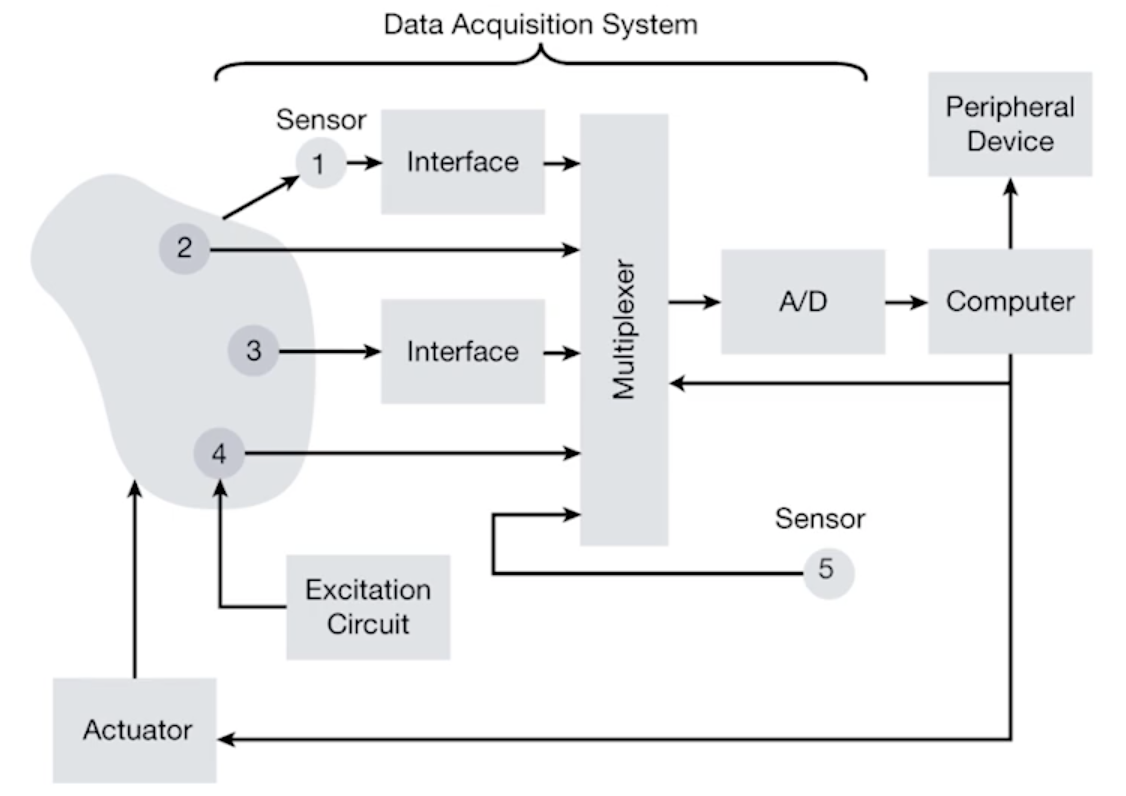 Data Acquisition System
Sensor
1
Interface
Peripheral
Device
2
Multiplexer
A/D
Computer
3
Interface
4
Sensor
5
Excitation
Circuit
Actuator